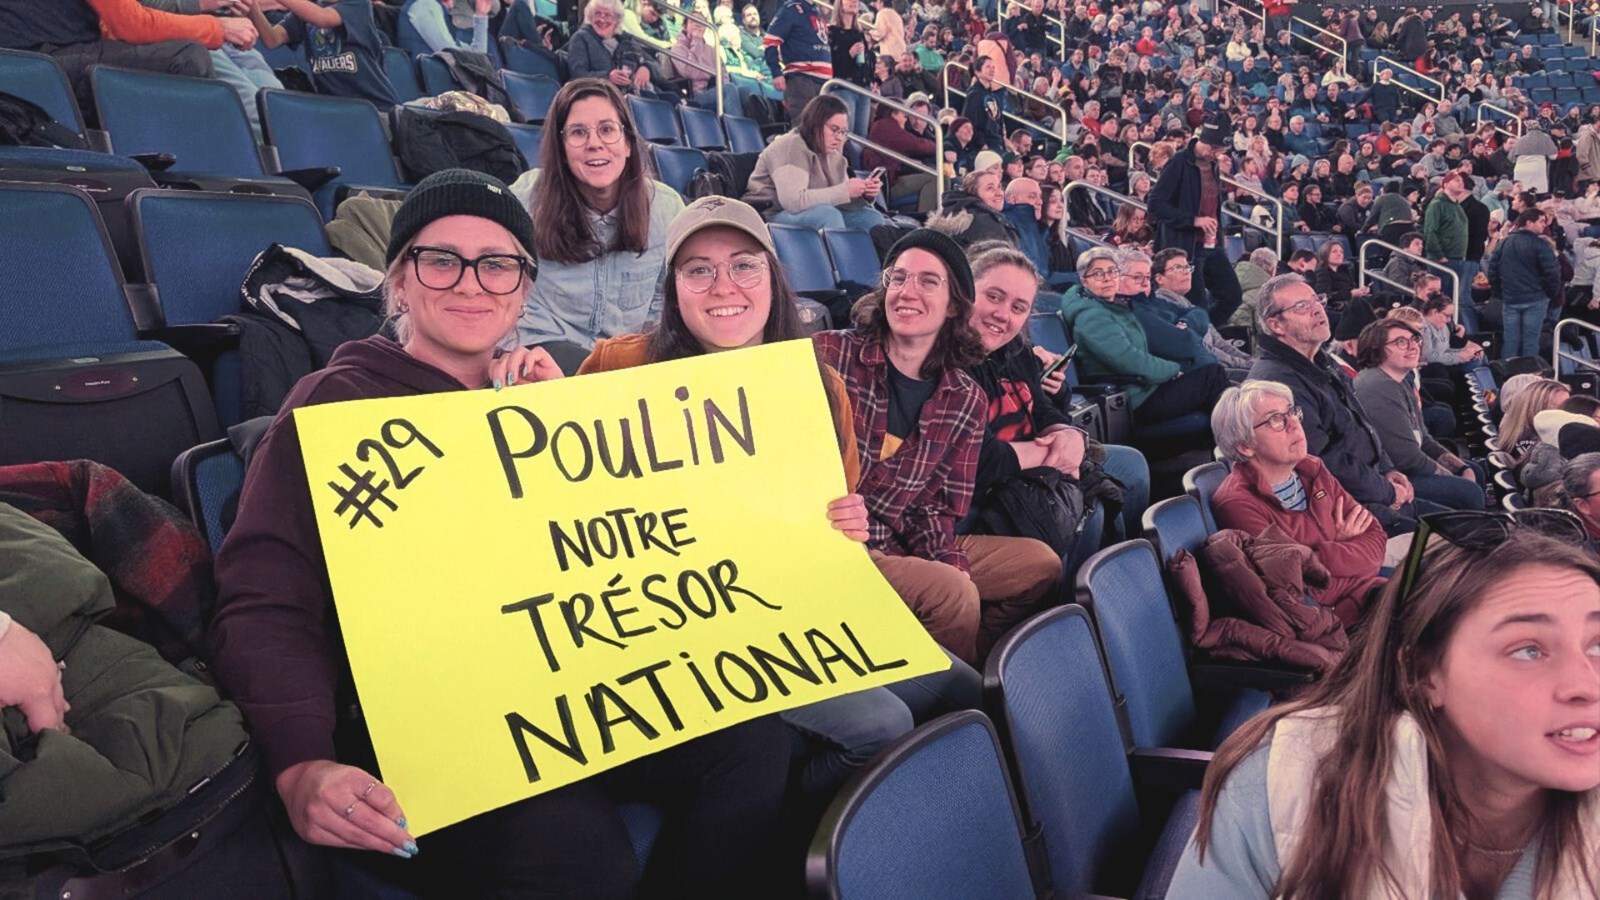 #29 POULIN
NOTRE
TRÉSOR
NATIONAL